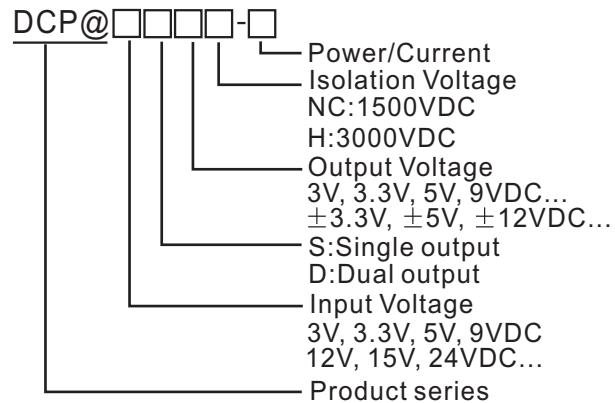 DCP@□□□□-□
Power/Current
Isolation Voltage
NC:1500VDC
H:3000VDC
Output Voltage
3V, 3.3V, 5V, 9VDC...
±3.3V, ±5V, ±12VDC...
S:Single output
D:Dual output
Input Voltage
3V, 3.3V, 5V, 9VDC
12V, 15V, 24VDC...
Product series